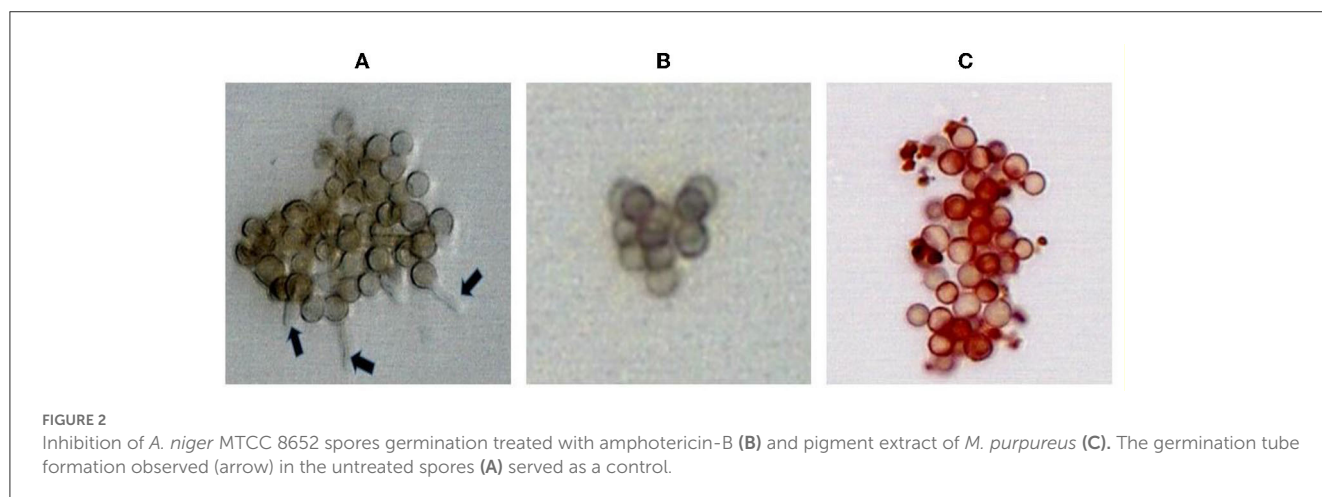 A B C
FIGURE 2
Inhibition of A. niger MTCC 8652 spores germination treated with amphotericin-B (B) and pigment extract of M. purpureus (C). The germination tube
formation observed (arrow) in the untreated spores (A) served as a control.